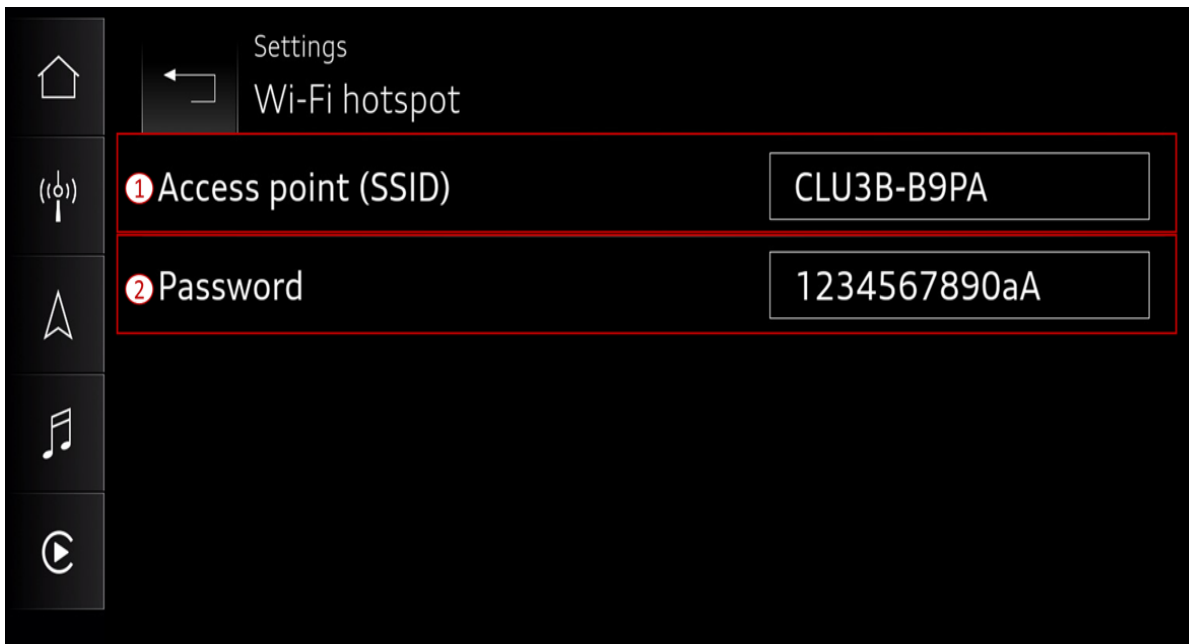 Settings
Wi-Fi hotspot
1 Access point (SSID) CLU3B-B9PA
2 Password 1234567890aA